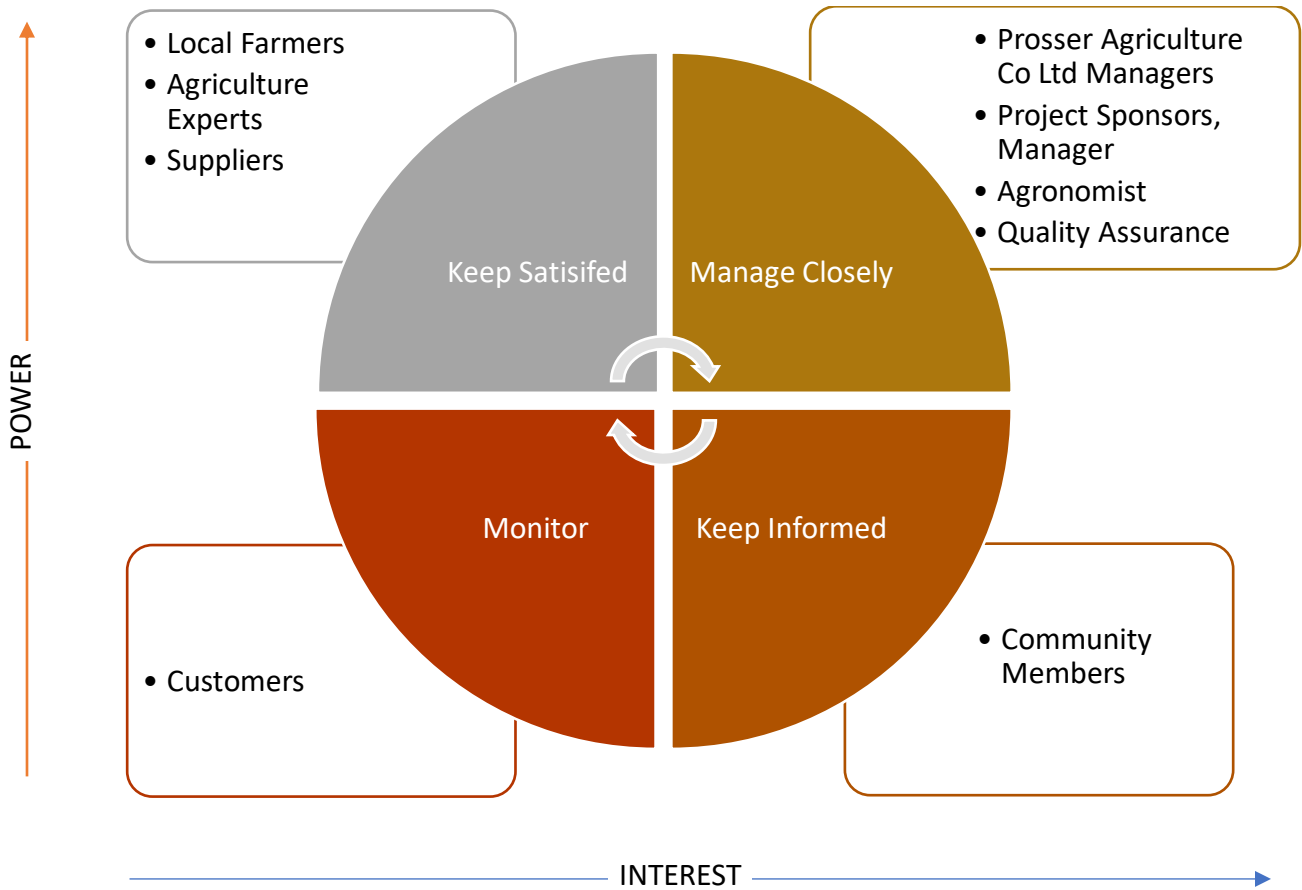 • Local Farmers
• Agriculture
Experts
• Suppliers
• Prosser Agriculture
Co Ltd Managers
• Project Sponsors,
Manager
• Agronomist
• Quality Assurance
Keep Satisifed
Manage Closely
POWER
Monitor
Keep Informed
• Customers
• Community
Members
INTEREST